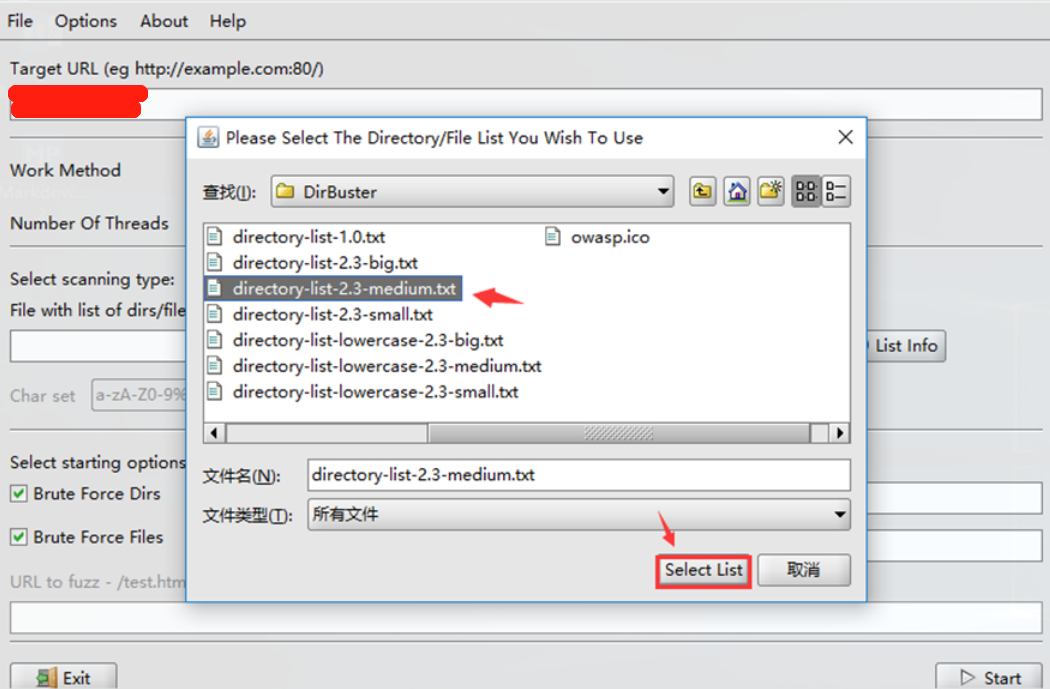 File Options About Help
Target URL (eg http://example.com:80/)
Please Select The Directory/File List You Wish To Use
Work Method
查找(I):
DirBuster
Number Of Threads
directory-list-1.0.txt
owasp.ico
directory-list-2.3-big.txt
Select scanning type:
directory-list-2.3-medium.txt
File with list of dirs/file
directory-list-2.3-small.txt
directory-list-lowercase-2.3-big.txt
List Info
directory-list-lowercase-2.3-medium.txt
Char set
a-zA-Z0-9%
directory-list-lowercase-2.3-small.txt
Select starting options
文件名(N):
directory-list-2.3-medium.txt
Brute Force Dirs
文件类型(T):
所有文件
Brute Force Files
Select List
取消
URL to fuzz - /test.htm
Exit
Start